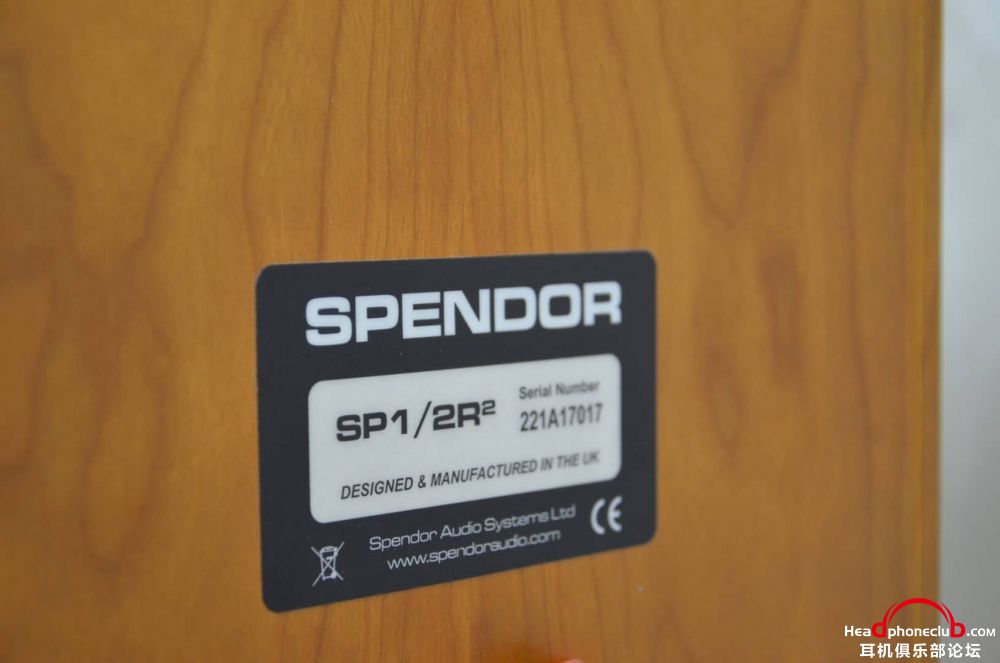 SPENDOR
SP1/2R²
Serial Number
221A17017
DESIGNED & MANUFACTURED IN THE UK
Spendor Audio Systems Ltd
www.spendoraudio.com
CE
Headphoneclub.com
耳机俱乐部论坛